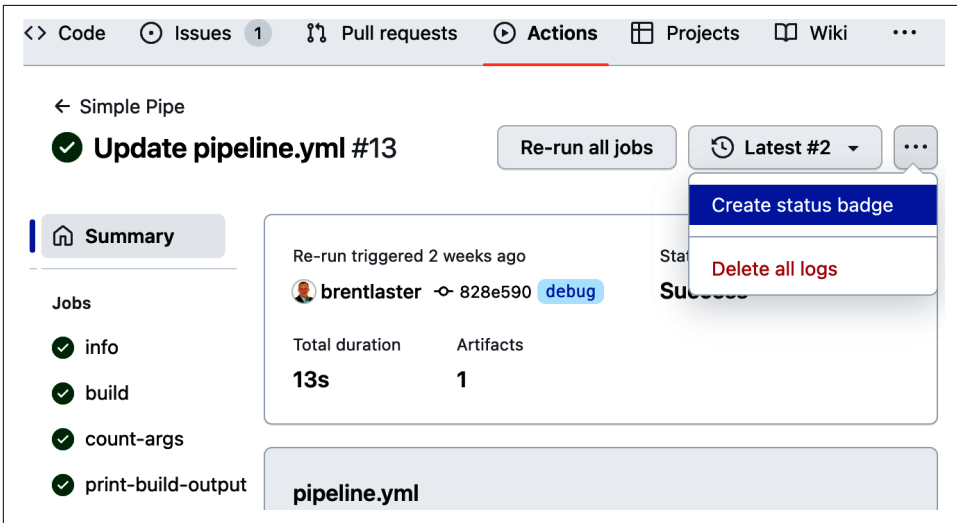 <> Code Issues 1 Pull requests Actions Projects Wiki ...
← Simple Pipe
Update pipeline.yml #13 Re-run all jobs Latest #2 ...
Create status badge
Delete all logs
Summary
Re-run triggered 2 weeks ago
brentlaster 828e590 debug
Jobs
Total duration Artifacts
13s 1
info
build
count-args
print-build-output
pipeline.yml